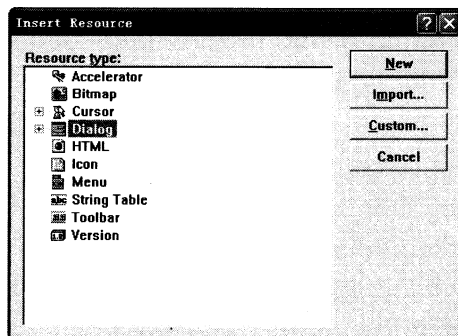 Insert Resource
Resource type:
Accelerator
Bitmap
Cursor
Dialog
HTML
Icon
Menu
String Table
Toolbar
Version
New
Import...
Custom...
Cancel